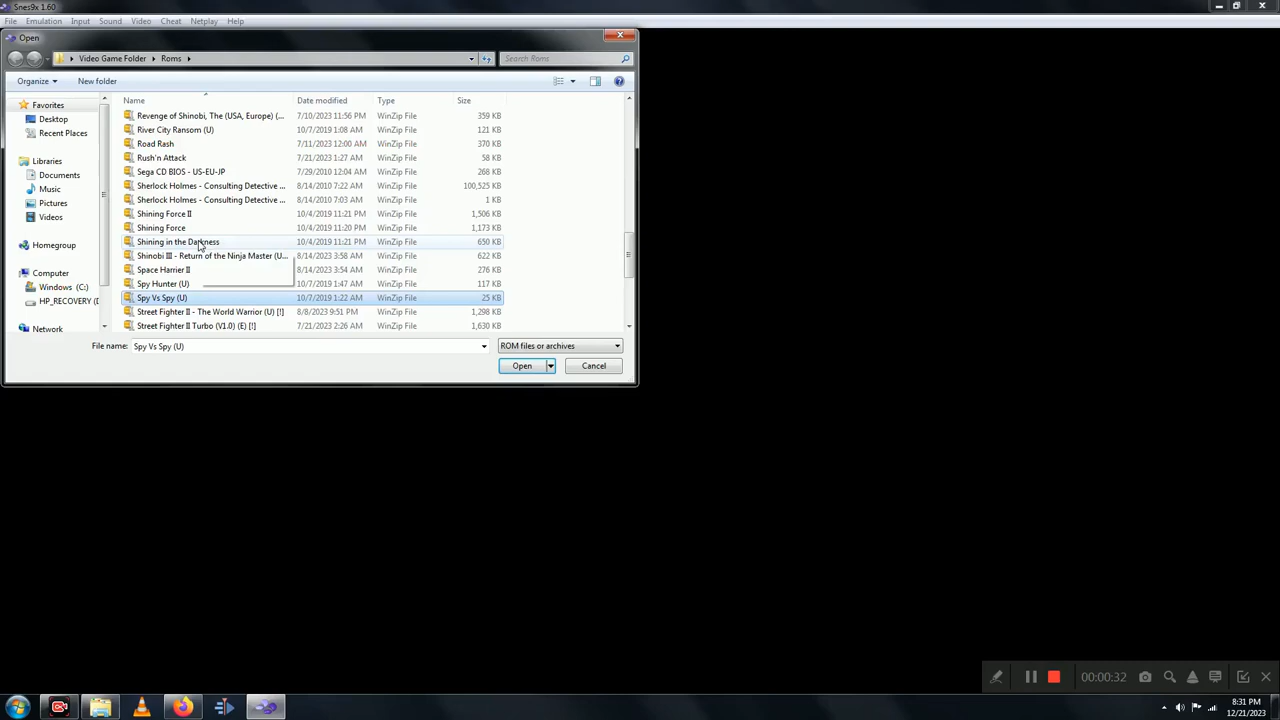 Snes9x 1.60
File Emulation Input Sound Video Cheat Netplay Help
Open
Video Game Folder Roms Search Roms
Organize New folder
Name Date modified Type Size
Favorites
Desktop
Recent Places
Libraries
Documents
Music
Pictures
Videos
Homegroup
Computer
Windows (C:)
HP_RECOVERY (D
Network
Revenge of Shinobi, The (USA, Europe) (... 7/10/2023 11:56 PM WinZip File 359 KB
River City Ransom (U) 10/7/2019 1:08 AM WinZip File 121 KB
Road Rash 7/11/2023 12:00 AM WinZip File 370 KB
Rush'n Attack 7/21/2023 1:27 AM WinZip File 58 KB
Sega CD BIOS - US-EU-JP 7/29/2010 12:04 AM WinZip File 268 KB
Sherlock Holmes - Consulting Detective ... 8/14/2010 7:22 AM WinZip File 100,525 KB
Sherlock Holmes - Consulting Detective ... 8/14/2010 7:03 AM WinZip File 1 KB
Shining Force II 10/4/2019 11:21 PM WinZip File 1,506 KB
Shining Force 10/4/2019 11:20 PM WinZip File 1,173 KB
Shining in the Darkness 10/4/2019 11:21 PM WinZip File 650 KB
Shinobi III - Return of the Ninja Master (U... 8/14/2023 3:58 AM WinZip File 622 KB
Space Harrier II 8/14/2023 3:54 AM WinZip File 276 KB
Spy Hunter (U) 10/7/2019 1:47 AM WinZip File 117 KB
Spy Vs Spy (U) 10/7/2019 1:22 AM WinZip File 25 KB
Street Fighter II - The World Warrior (U) [!] 8/8/2023 9:51 PM WinZip File 1,298 KB
Street Fighter II Turbo (V1.0) (E) [!] 7/21/2023 2:26 AM WinZip File 1,630 KB
File name: Spy Vs Spy (U) ROM files or archives
Open Cancel
00:00:32
8:31 PM
12/21/2023